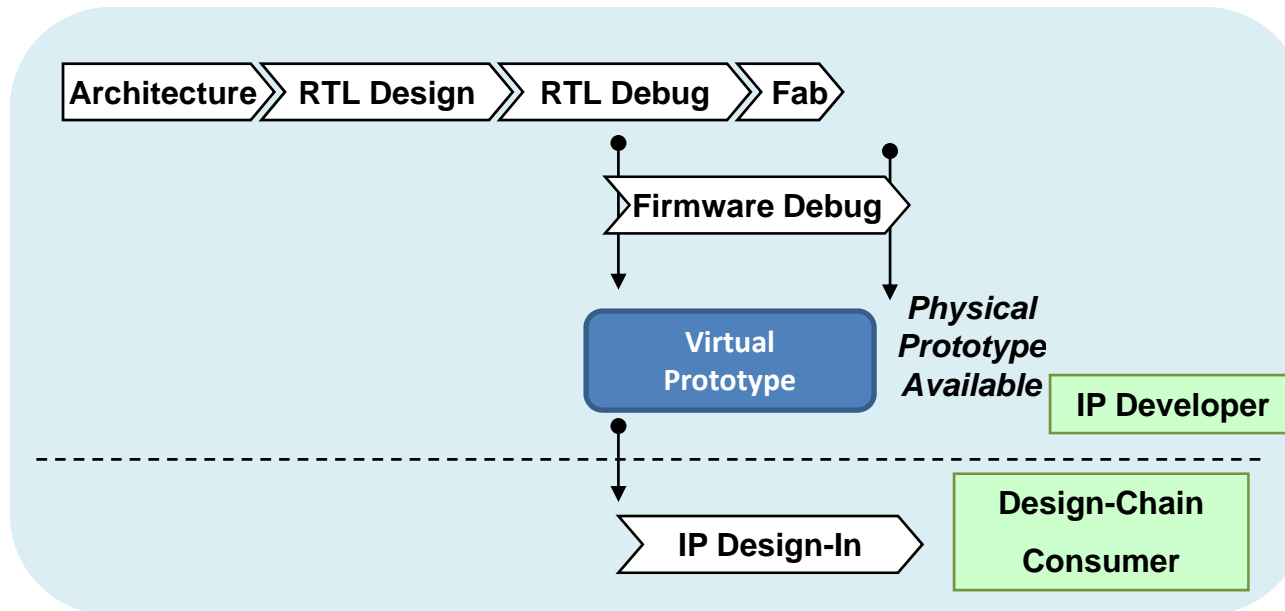 Architecture RTL Design RTL Debug Fab
Firmware Debug
Virtual
Prototype
Physical
Prototype
Available
IP Developer
IP Design-In
Design-Chain
Consumer